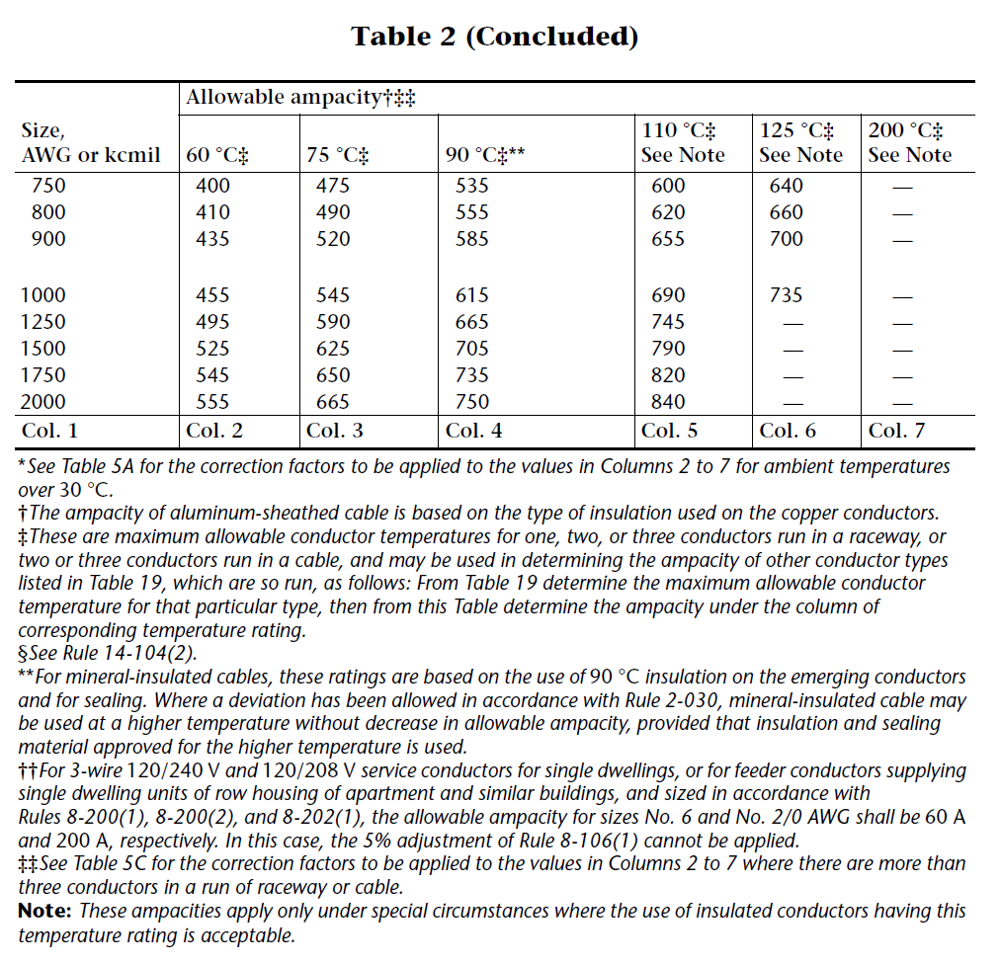 Table 2 (Concluded)
Allowable ampacity†‡‡
Size,
AWG or kcmil 60 °C‡ 75 °C‡ 90 °C‡** 110 °C‡ See Note 125 °C‡ See Note 200 °C‡ See Note
750 400 475 535 600 640 —
800 410 490 555 620 660 —
900 435 520 585 655 700 —
1000 455 545 615 690 735 —
1250 495 590 665 745 — —
1500 525 625 705 790 — —
1750 545 650 735 820 — —
2000 555 665 750 840 — —
Col. 1 Col. 2 Col. 3 Col. 4 Col. 5 Col. 6 Col. 7
*See Table 5A for the correction factors to be applied to the values in Columns 2 to 7 for ambient temperatures
over 30 °C.
†The ampacity of aluminum-sheathed cable is based on the type of insulation used on the copper conductors.
‡These are maximum allowable conductor temperatures for one, two, or three conductors run in a raceway, or
two or three conductors run in a cable, and may be used in determining the ampacity of other conductor types
listed in Table 19, which are so run, as follows: From Table 19 determine the maximum allowable conductor
temperature for that particular type, then from this Table determine the ampacity under the column of
corresponding temperature rating.
§See Rule 14-104(2).
**For mineral-insulated cables, these ratings are based on the use of 90 °C insulation on the emerging conductors
and for sealing. Where a deviation has been allowed in accordance with Rule 2-030, mineral-insulated cable may
be used at a higher temperature without decrease in allowable ampacity, provided that insulation and sealing
material approved for the higher temperature is used.
††For 3-wire 120/240 V and 120/208 V service conductors for single dwellings, or for feeder conductors supplying
single dwelling units of row housing of apartment and similar buildings, and sized in accordance with
Rules 8-200(1), 8-200(2), and 8-202(1), the allowable ampacity for sizes No. 6 and No. 2/0 AWG shall be 60 A
and 200 A, respectively. In this case, the 5% adjustment of Rule 8-106(1) cannot be applied.
‡‡See Table 5C for the correction factors to be applied to the values in Columns 2 to 7 where there are more than
three conductors in a run of raceway or cable.
Note: These ampacities apply only under special circumstances where the use of insulated conductors having this
temperature rating is acceptable.